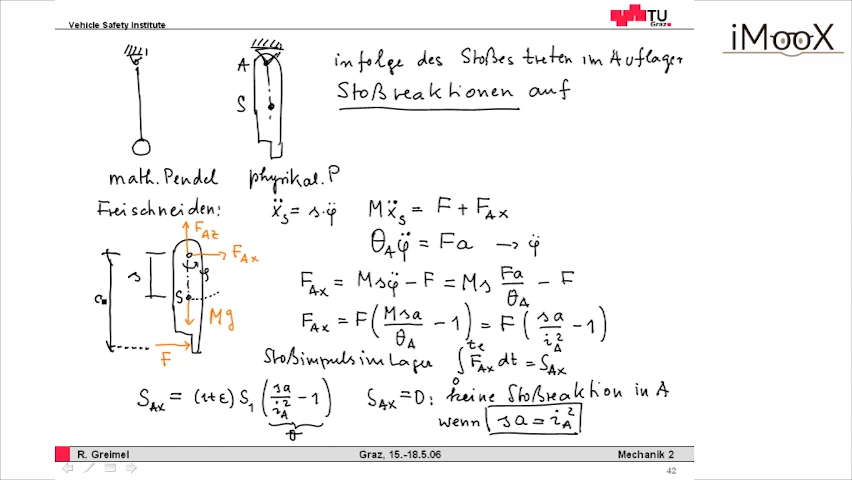 Vehicle Safety Institute
TU
Graz
iMooX
infolge des Stoßes treten im Auflager
A
S
Stoßreaktionen auf
math. Pendel physikal. P
Freischneiden: ẍ_S = s·φ̈ Mẍ_S = F + F_Ax
F_Az
Θ_A φ̈ = Fa → φ̈
F_Ax
φ
s
a
S
F_Ax = Msφ̈ - F = Ms Fa/Θ_A - F
Mg
F_Ax = F(Msa/Θ_A - 1) = F(sa/i_A² - 1)
F
Stoßimpuls im Lager ∫₀^te F_Ax dt = S_Ax
S_Ax = (1+ε) S_1 (sa/i_A² - 1) S_Ax = 0: keine Stoßreaktion in A
0
wenn sa = i_A²
R. Greimel Graz, 15.-18.5.06 Mechanik 2
42